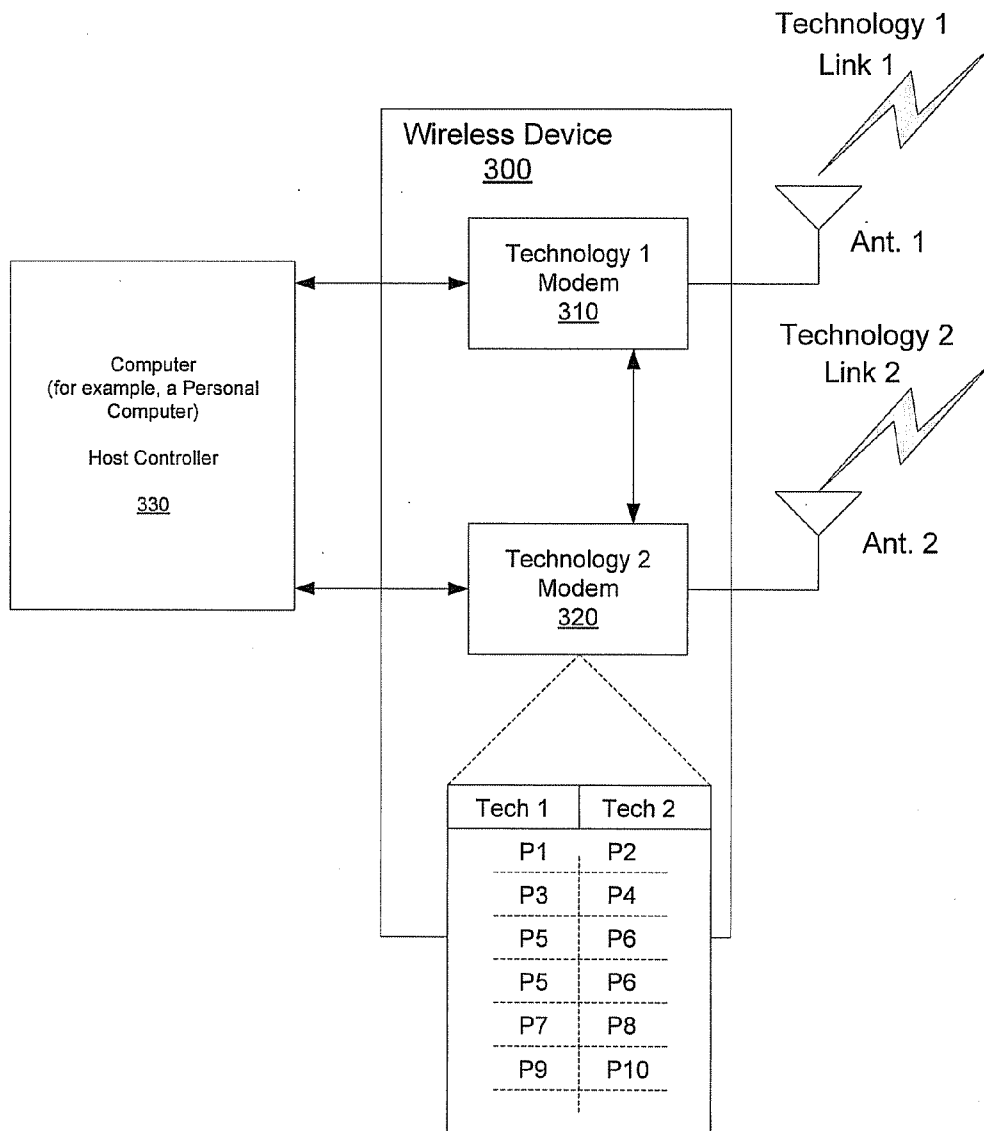 Technology 1
Link 1
Wireless Device
300
Ant. 1
Technology 1
Modem
310
Technology 2
Link 2
Computer
(for example, a Personal
Computer)
Host Controller
330
Ant. 2
Technology 2
Modem
320
Tech 1 Tech 2
P1 P2
P3 P4
P5 P6
P5 P6
P7 P8
P9 P10